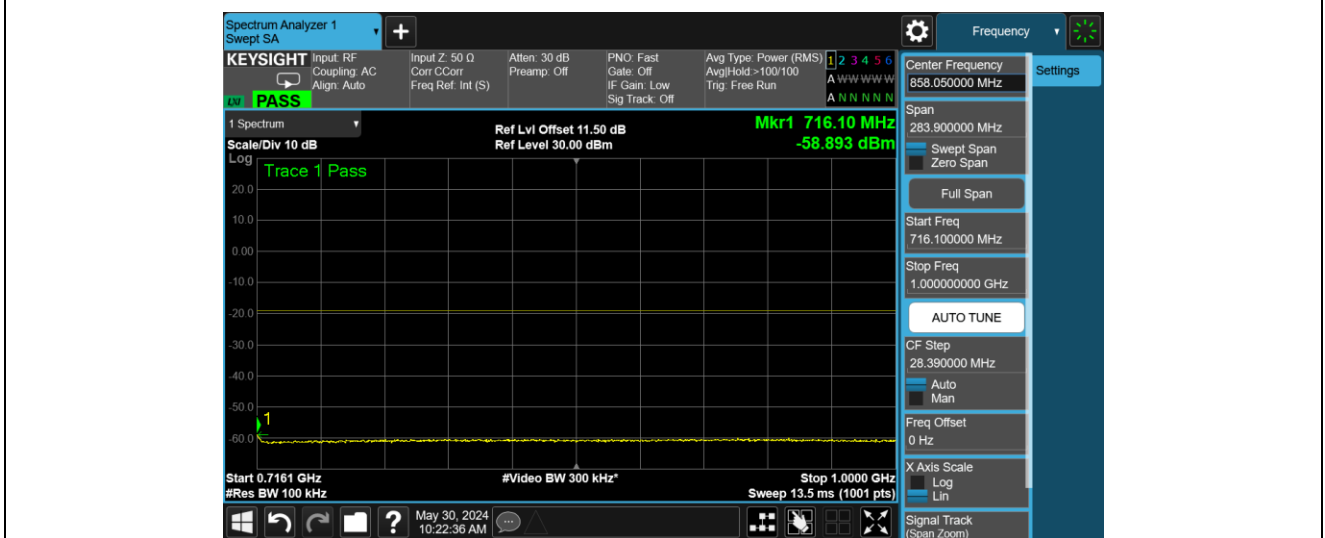 Spectrum Analyzer 1
Swept SA
+
Frequency
KEYSIGHT
LXI
PASS
Input: RF
Coupling: AC
Align: Auto
Input Z: 50 Ω
Corr CCorr
Freq Ref: Int (S)
Atten: 30 dB
Preamp: Off
PNO: Fast
Gate: Off
IF Gain: Low
Sig Track: Off
Avg Type: Power (RMS)
Avg|Hold:>100/100
Trig: Free Run
1 2 3 4 5 6
A W W W W W
A N N N N N
1 Spectrum
Scale/Div 10 dB
Ref Lvl Offset 11.50 dB
Ref Level 30.00 dBm
Mkr1 716.10 MHz
-58.893 dBm
Log
Trace 1 Pass
20.0
10.0
0.00
-10.0
-20.0
-30.0
-40.0
-50.0
-60.0
1
Start 0.7161 GHz
#Res BW 100 kHz
#Video BW 300 kHz*
Stop 1.0000 GHz
Sweep 13.5 ms (1001 pts)
?
May 30, 2024
10:22:36 AM
Center Frequency
858.050000 MHz
Settings
Span
283.900000 MHz
Swept Span
Zero Span
Full Span
Start Freq
716.100000 MHz
Stop Freq
1.000000000 GHz
AUTO TUNE
CF Step
28.390000 MHz
Auto
Man
Freq Offset
0 Hz
X Axis Scale
Log
Lin
Signal Track
(Span Zoom)